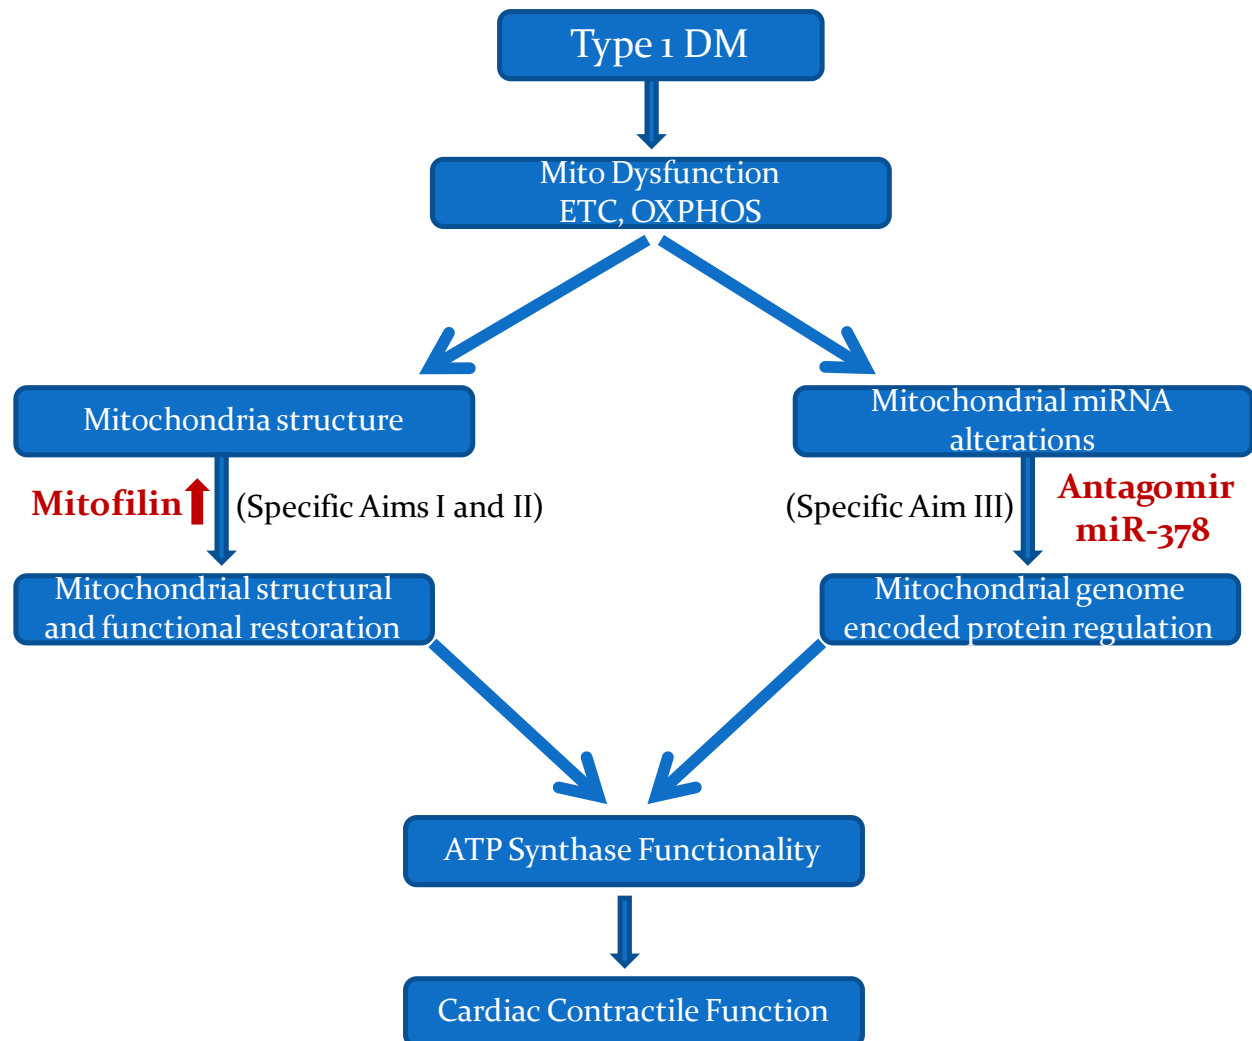 Type 1 DM
Mito Dysfunction
ETC, OXPHOS
Mitochondria structure
Mitochondrial miRNA
alterations
Mitofilin
(Specific Aims I and II)
(Specific Aim III)
Antagomir
miR-378
Mitochondrial structural
and functional restoration
Mitochondrial genome
encoded protein regulation
ATP Synthase Functionality
Cardiac Contractile Function